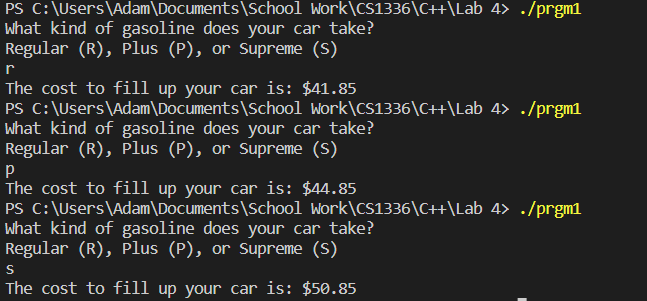 PS C:\Users\Adam\Documents\School Work\CS1336\C++\Lab 4> ./prgm1
What kind of gasoline does your car take?
Regular (R), Plus (P), or Supreme (S)
r
The cost to fill up your car is: $41.85
PS C:\Users\Adam\Documents\School Work\CS1336\C++\Lab 4> ./prgm1
What kind of gasoline does your car take?
Regular (R), Plus (P), or Supreme (S)
p
The cost to fill up your car is: $44.85
PS C:\Users\Adam\Documents\School Work\CS1336\C++\Lab 4> ./prgm1
What kind of gasoline does your car take?
Regular (R), Plus (P), or Supreme (S)
s
The cost to fill up your car is: $50.85